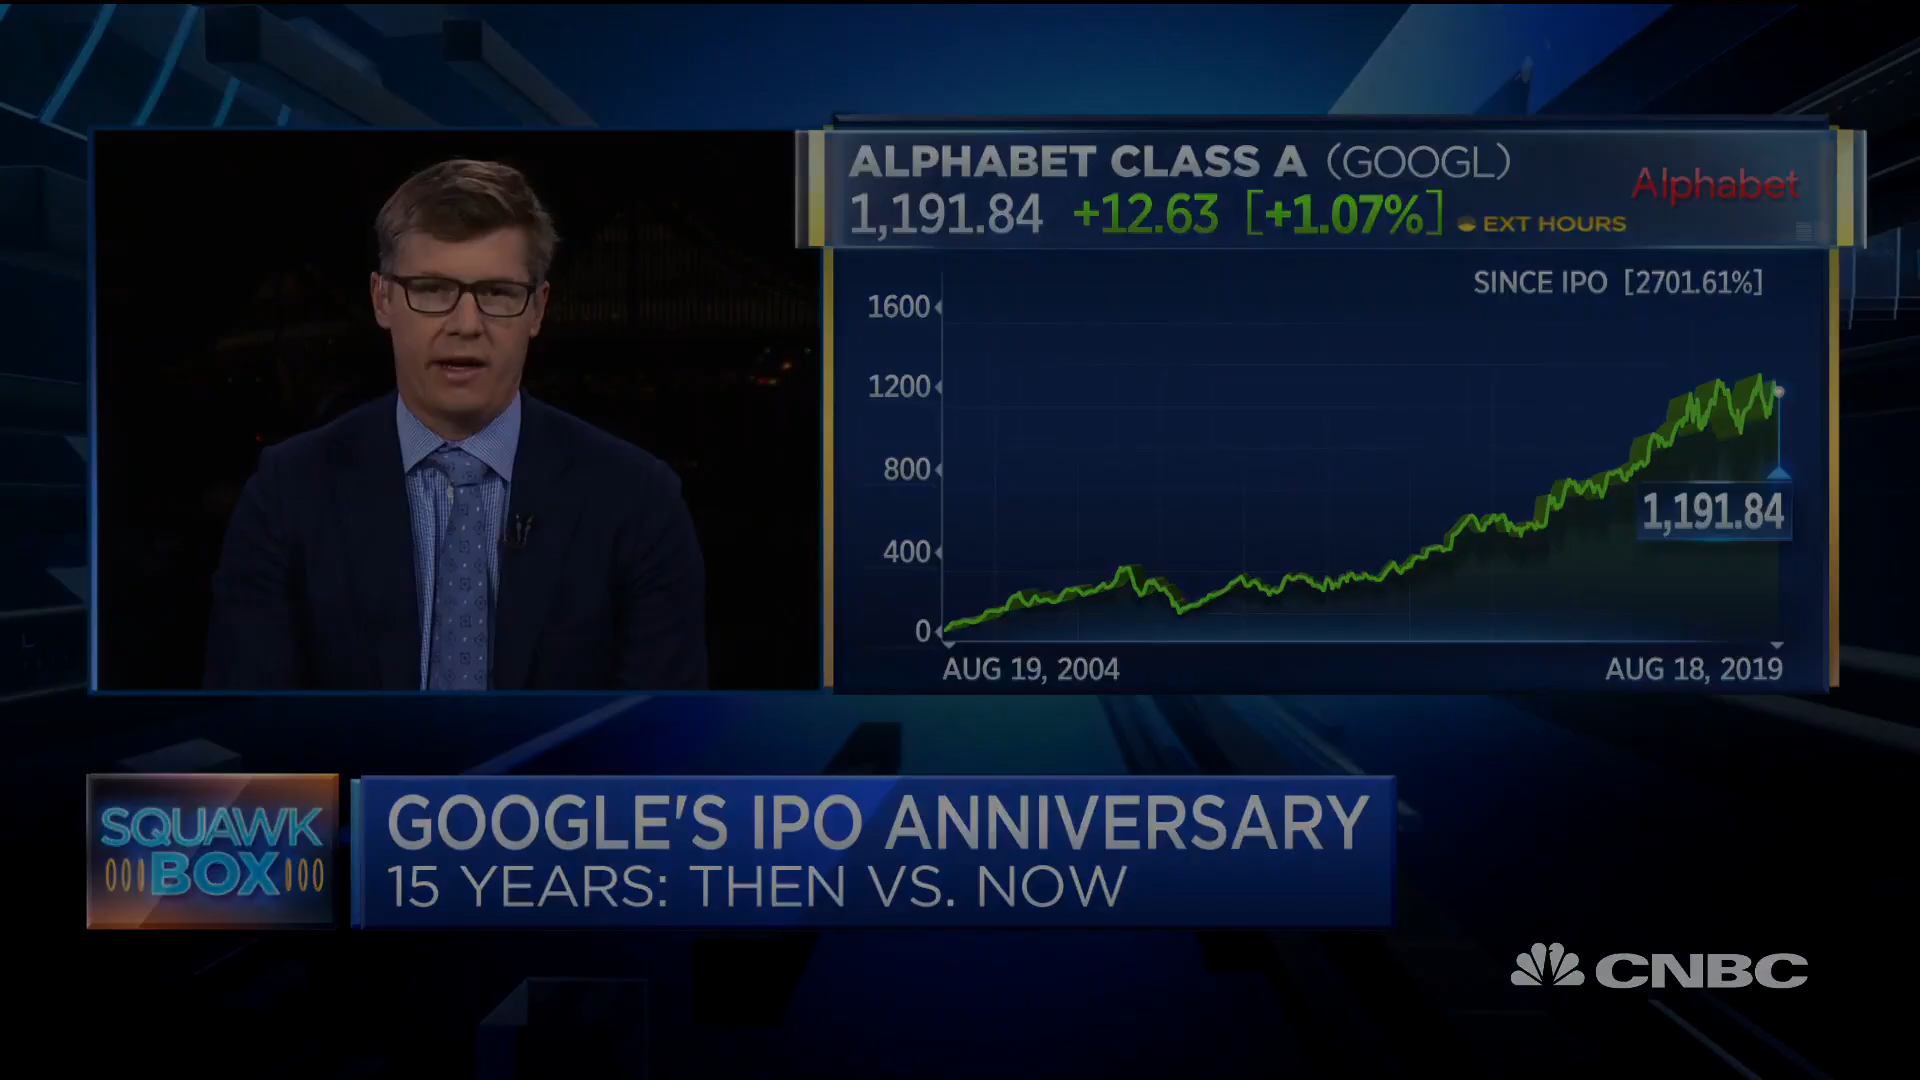 ALPHABET CLASS A (GOOGL)
1,191.84 +12.63 [+1.07%] EXT HOURS
Alphabet
SINCE IPO [2701.61%]
1600
1200
800
400
0
1,191.84
AUG 19, 2004
AUG 18, 2019
SQUAWK
BOX
GOOGLE'S IPO ANNIVERSARY
15 YEARS: THEN VS. NOW
CNBC